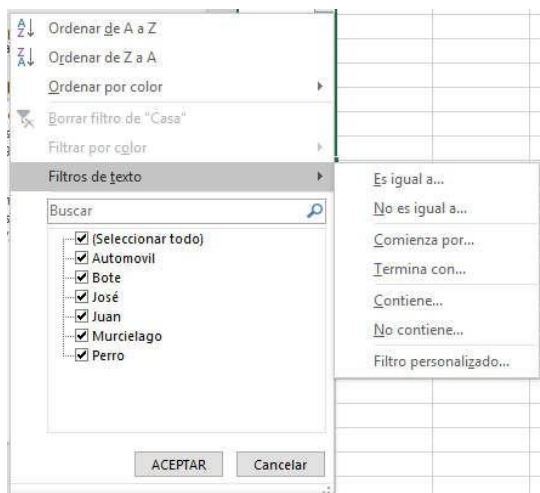 Ordenar de A a Z
Ordenar de Z a A
Ordenar por color
Borrar filtro de "Casa"
Filtrar por color
Filtros de texto
Buscar
(Seleccionar todo)
Automovil
Bote
José
Juan
Murcielago
Perro
ACEPTAR
Cancelar
Es igual a...
No es igual a...
Comienza por...
Termina con...
Contiene...
No contiene...
Filtro personalizado...